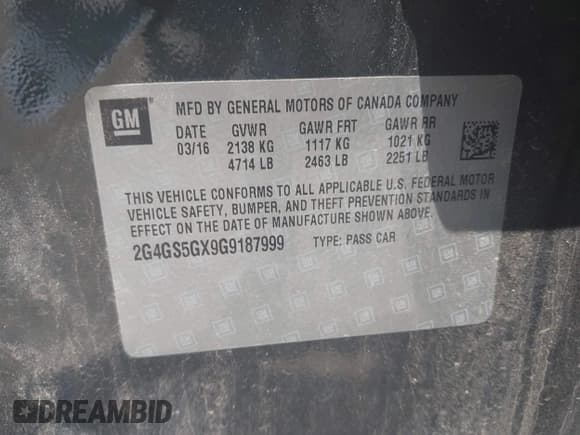 GM
MFD BY GENERAL MOTORS OF CANADA COMPANY
DATE GVWR GAWR FRT GAWR RR
03/16 2138 KG 1117 KG 1021 KG
4714 LB 2463 LB 2251 LB
THIS VEHICLE CONFORMS TO ALL APPLICABLE U.S. FEDERAL MOTOR
VEHICLE SAFETY, BUMPER, AND THEFT PREVENTION STANDARDS IN
EFFECT ON THE DATE OF MANUFACTURE SHOWN ABOVE.
2G4GS5GX9G9187999 TYPE: PASS CAR
DREAMBID